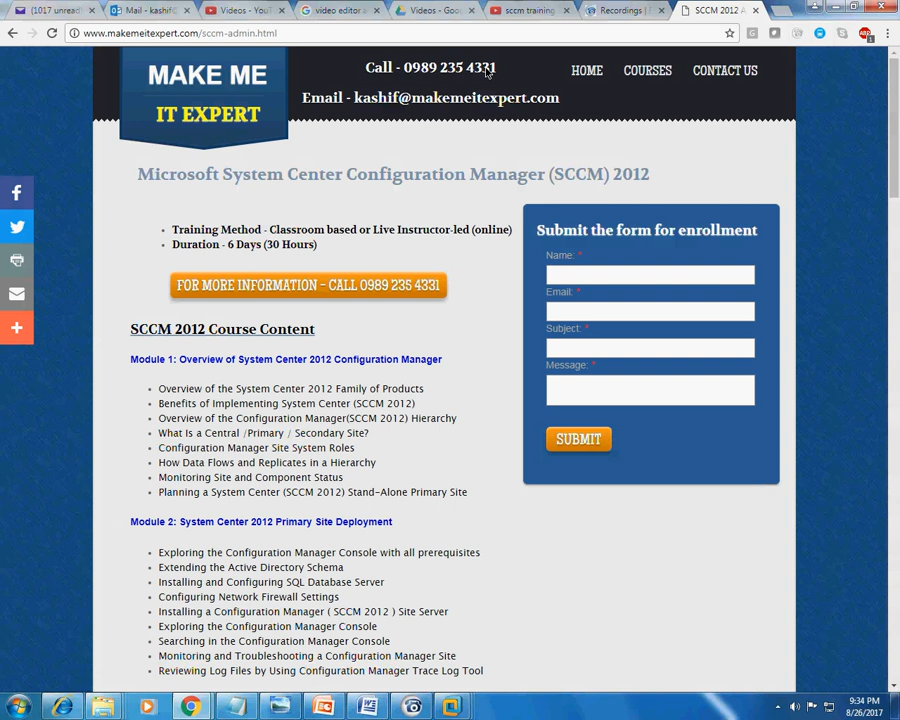 (1017 unread)
Mail - kashif@
Videos - YouT
video editor a
Videos - Goo
sccm training
Recordings | F
SCCM 2012 A
www.makemeitexpert.com/sccm-admin.html
MAKE ME
IT EXPERT
Call - 0989 235 4331
Email - kashif@makemeitexpert.com
HOME COURSES CONTACT US
Microsoft System Center Configuration Manager (SCCM) 2012
Training Method - Classroom based or Live Instructor-led (online)
Duration - 6 Days (30 Hours)
FOR MORE INFORMATION - CALL 0989 235 4331
Submit the form for enrollment
Name: *
Email: *
Subject: *
Message: *
SUBMIT
SCCM 2012 Course Content
Module 1: Overview of System Center 2012 Configuration Manager
Overview of the System Center 2012 Family of Products
Benefits of Implementing System Center (SCCM 2012)
Overview of the Configuration Manager(SCCM 2012) Hierarchy
What Is a Central /Primary / Secondary Site?
Configuration Manager Site System Roles
How Data Flows and Replicates in a Hierarchy
Monitoring Site and Component Status
Planning a System Center (SCCM 2012) Stand-Alone Primary Site
Module 2: System Center 2012 Primary Site Deployment
Exploring the Configuration Manager Console with all prerequisites
Extending the Active Directory Schema
Installing and Configuring SQL Database Server
Configuring Network Firewall Settings
Installing a Configuration Manager ( SCCM 2012 ) Site Server
Exploring the Configuration Manager Console
Searching in the Configuration Manager Console
Monitoring and Troubleshooting a Configuration Manager Site
Reviewing Log Files by Using Configuration Manager Trace Log Tool
9:34 PM
8/26/2017